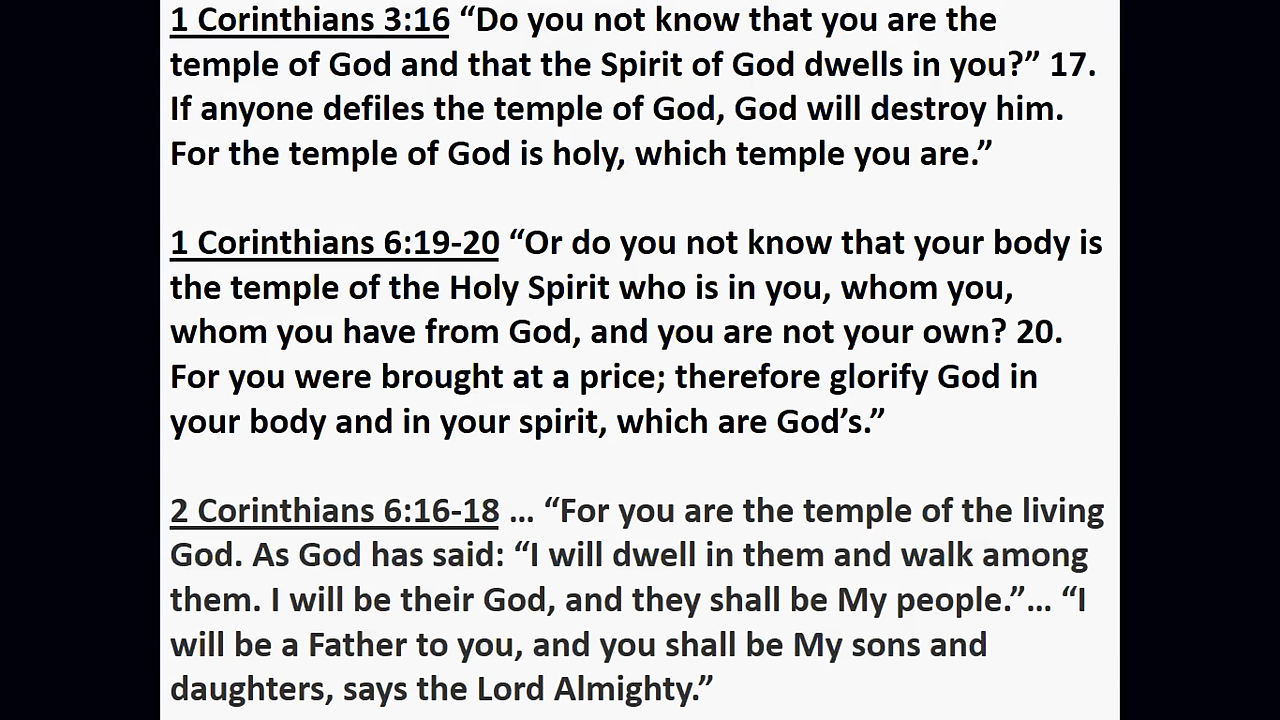 1 Corinthians 3:16 “Do you not know that you are the
temple of God and that the Spirit of God dwells in you?” 17.
If anyone defiles the temple of God, God will destroy him.
For the temple of God is holy, which temple you are.”
1 Corinthians 6:19-20 “Or do you not know that your body is
the temple of the Holy Spirit who is in you, whom you,
whom you have from God, and you are not your own? 20.
For you were brought at a price; therefore glorify God in
your body and in your spirit, which are God’s.”
2 Corinthians 6:16-18 … “For you are the temple of the living
God. As God has said: “I will dwell in them and walk among
them. I will be their God, and they shall be My people.”… “I
will be a Father to you, and you shall be My sons and
daughters, says the Lord Almighty.”